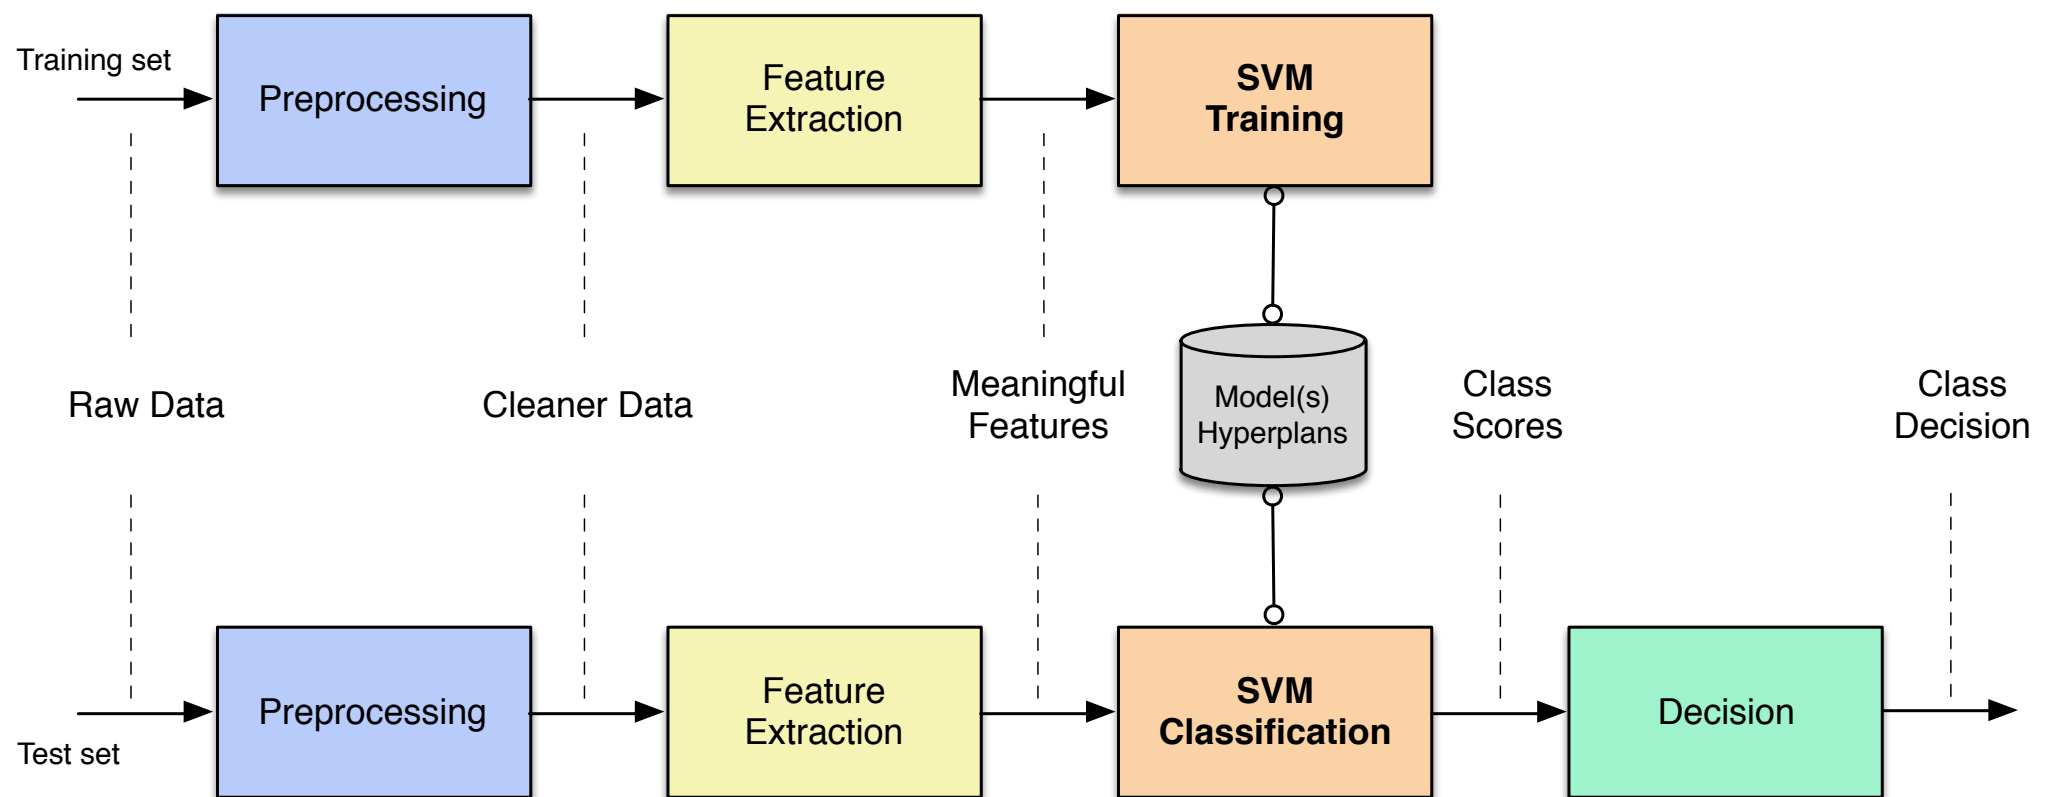 Training set
Preprocessing
Feature
Extraction
SVM
Training
Raw Data
Cleaner Data
Meaningful
Features
Model(s)
Hyperplans
Class
Scores
Class
Decision
Test set
Preprocessing
Feature
Extraction
SVM
Classification
Decision